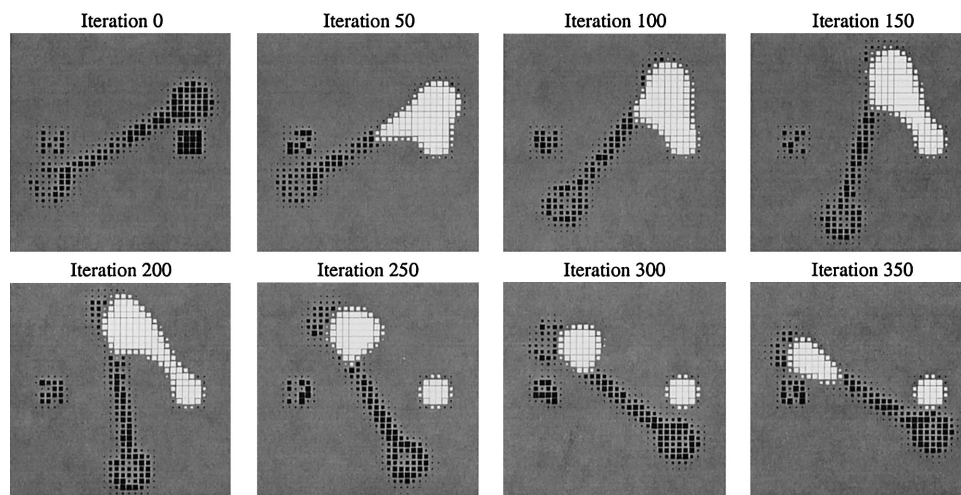 Iteration 0
Iteration 50
Iteration 100
Iteration 150
Iteration 200
Iteration 250
Iteration 300
Iteration 350